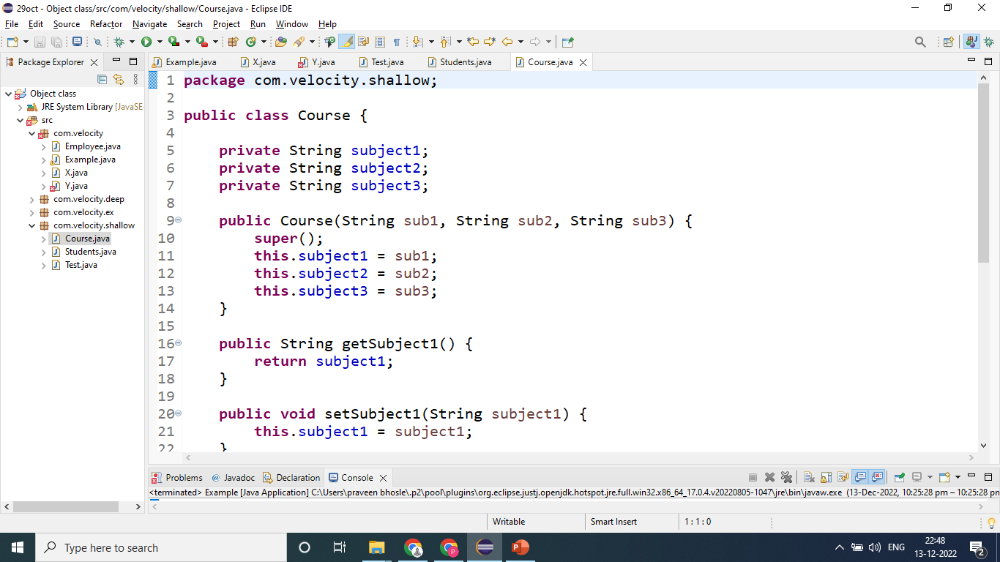 29oct - Object class/src/com/velocity/shallow/Course.java - Eclipse IDE
File Edit Source Refactor Navigate Search Project Run Window Help
Package Explorer
Example.java X.java Y.java Test.java Students.java Course.java
Object class
JRE System Library [JavaSE-
src
com.velocity
Employee.java
Example.java
X.java
Y.java
com.velocity.deep
com.velocity.ex
com.velocity.shallow
Course.java
Students.java
Test.java
1 package com.velocity.shallow;
2
3 public class Course {
4
5     private String subject1;
6     private String subject2;
7     private String subject3;
8
9     public Course(String sub1, String sub2, String sub3) {
10         super();
11         this.subject1 = sub1;
12         this.subject2 = sub2;
13         this.subject3 = sub3;
14     }
15
16     public String getSubject1() {
17         return subject1;
18     }
19
20     public void setSubject1(String subject1) {
21         this.subject1 = subject1;
22     }
Problems @ Javadoc Declaration Console
<terminated> Example [Java Application] C:\Users\praveen bhosle\.p2\pool\plugins\org.eclipse.justj.openjdk.hotspot.jre.full.win32.x86_64_17.0.4.v20220805-1047\jre\bin\javaw.exe (13-Dec-2022, 10:25:28 pm – 10:25:28 pm
Writable Smart Insert 1 : 1 : 0
Type here to search
ENG
22:48
13-12-2022
2